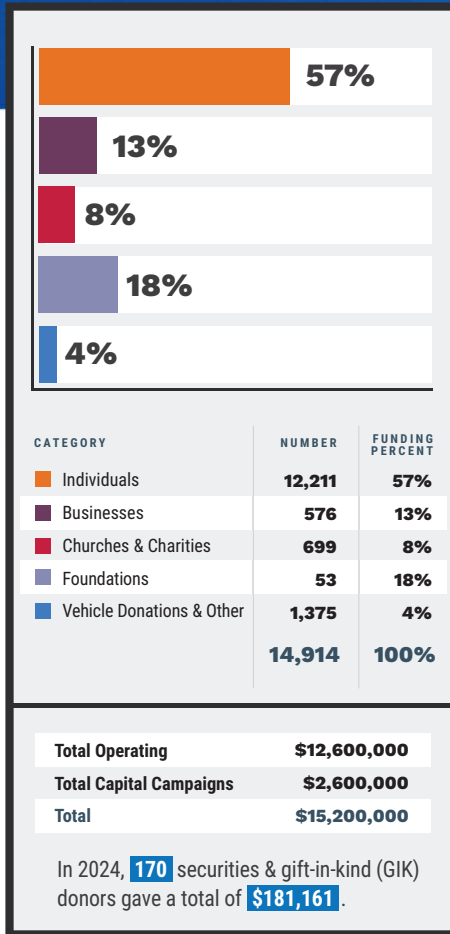 57%
13%
8%
18%
4%
CATEGORY NUMBER FUNDING PERCENT
Individuals 12,211 57%
Businesses 576 13%
Churches & Charities 699 8%
Foundations 53 18%
Vehicle Donations & Other 1,375 4%
14,914 100%
Total Operating $12,600,000
Total Capital Campaigns $2,600,000
Total $15,200,000
In 2024, 170 securities & gift-in-kind (GIK)
donors gave a total of $181,161.